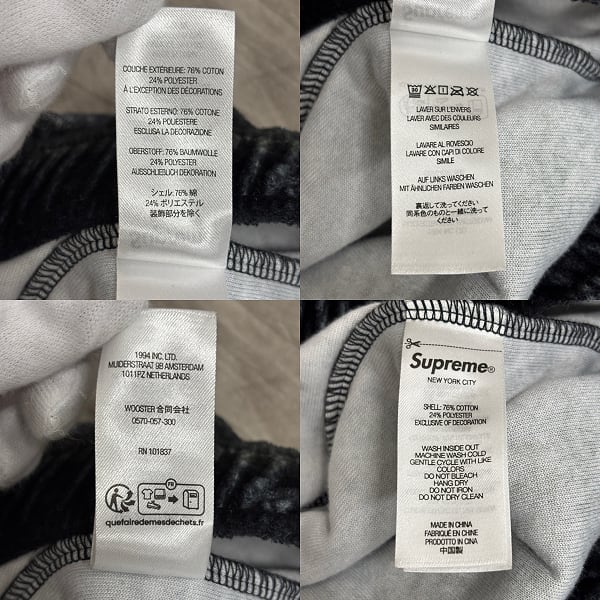 COUCHE EXTÉRIEURE: 76% COTON
24% POLYESTER
À L'EXCEPTION DES DÉCORATIONS
STRATO ESTERNO: 76% COTONE
24% POLIESTERE
ESCLUSA LA DECORAZIONE
OBERSTOFF: 76% BAUMWOLLE
24% POLYESTER
AUSSCHLIEßLICH DEKORATION
シェル: 76% 綿
24% ポリエステル
装飾部分を除く
30
LAVER SUR L'ENVERS
LAVER AVEC DES COULEURS
SIMILAIRES
LAVARE AL ROVESCIO
LAVARE CON CAPI DI COLORE
SIMILE
AUF LINKS WASCHEN
MIT ÄHNLICHEN FARBEN WASCHEN
裏返して洗ってください
同系色のものと一緒に洗ってください
1994 INC. LTD.
MUIDERSTRAAT 9B AMSTERDAM
1011PZ NETHERLANDS
WOOSTER 合同会社
0570-057-300
RN 101837
FR
quefairedemesdechets.fr
Supreme®
NEW YORK CITY
SHELL: 76% COTTON
24% POLYESTER
EXCLUSIVE OF DECORATION
WASH INSIDE OUT
MACHINE WASH COLD
GENTLE CYCLE WITH LIKE
COLORS
DO NOT BLEACH
HANG DRY
DO NOT IRON
DO NOT DRY CLEAN
MADE IN CHINA
FABRIQUÉ EN CHINE
PRODOTTO IN CINA
中国製